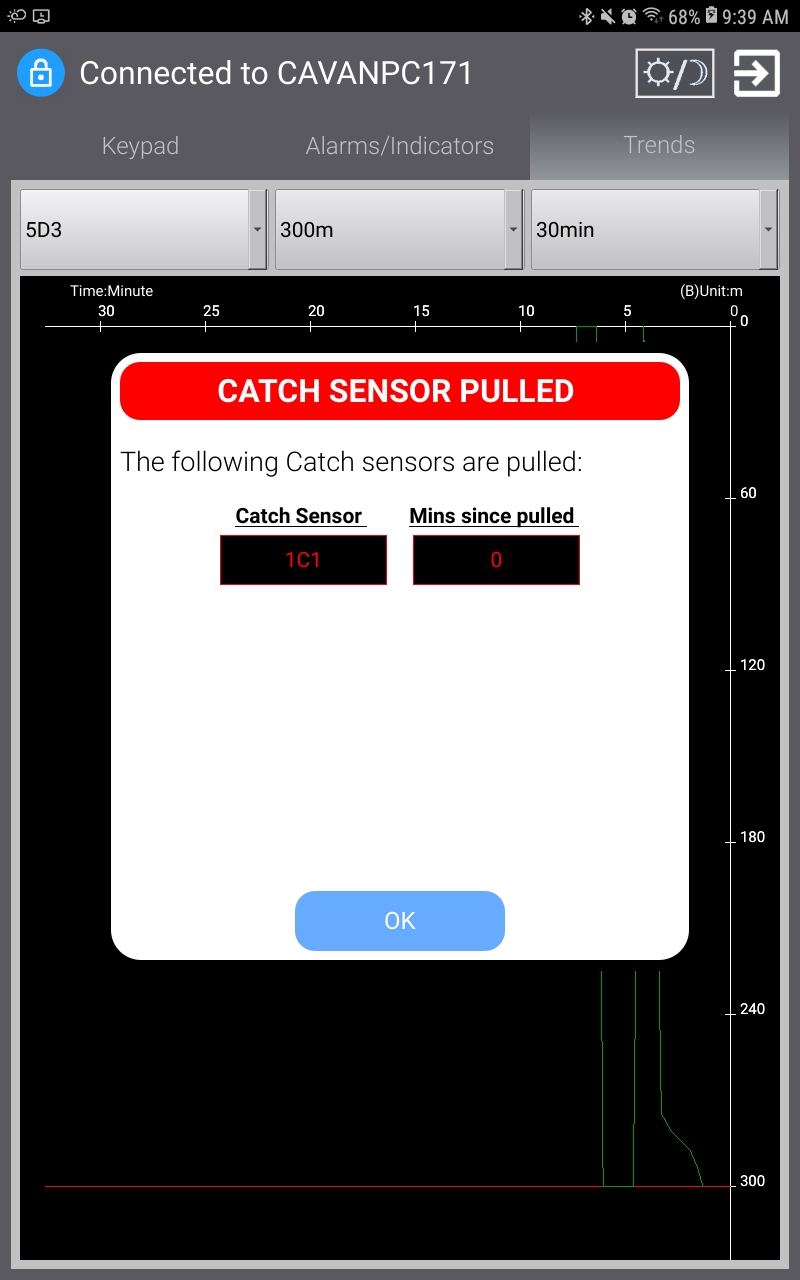 68% 9:39 AM
Connected to CAVANPC171
Keypad Alarms/Indicators Trends
5D3 300m 30min
Time:Minute (B)Unit:m
30 25 20 15 10 5 0
0
CATCH SENSOR PULLED
The following Catch sensors are pulled:
60
Catch Sensor Mins since pulled
1C1 0
120
180
OK
240
300